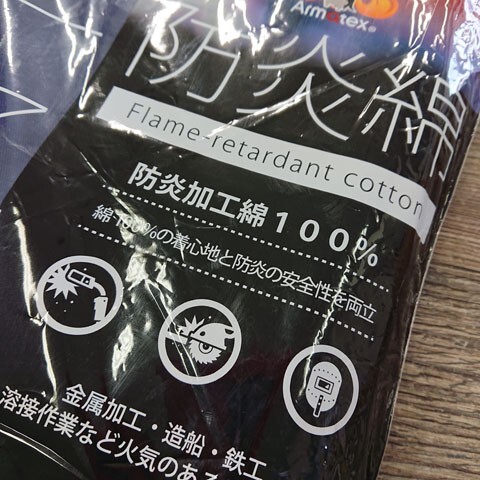 Armatex®
防炎綿
Flame-retardant cotton
防炎加工綿100%
綿100%の着心地と防炎の安全性を両立
金属加工・造船・鉄工
溶接作業など火気のある